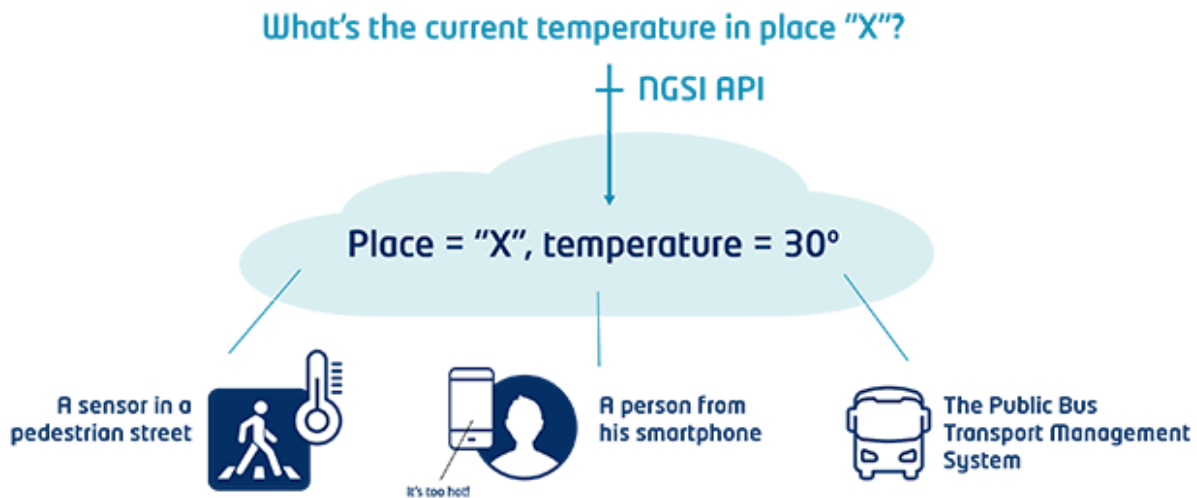 What's the current temperature in place "X"?
NGSI API
Place = "X", temperature = 30º
A sensor in a
pedestrian street
It's too hot!
A person from
his smartphone
The Public Bus
Transport Management
System